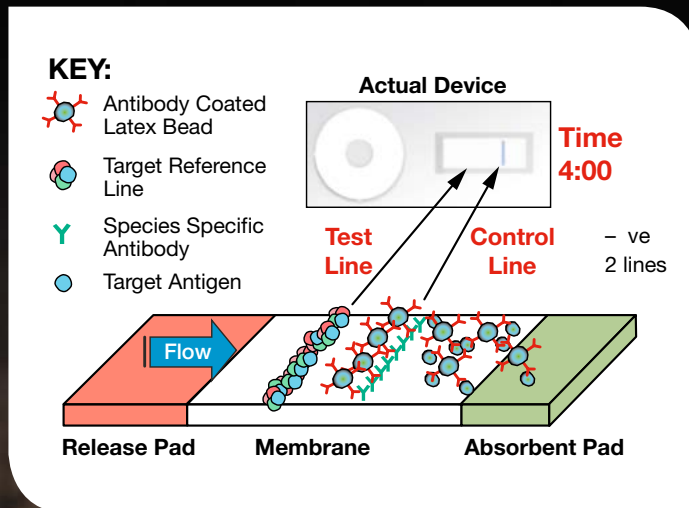 KEY:
Antibody Coated
Latex Bead
Target Reference
Line
Species Specific
Antibody
Target Antigen
Actual Device
Time
4:00
Test
Line
Control
Line
– ve
2 lines
Flow
Release Pad
Membrane
Absorbent Pad